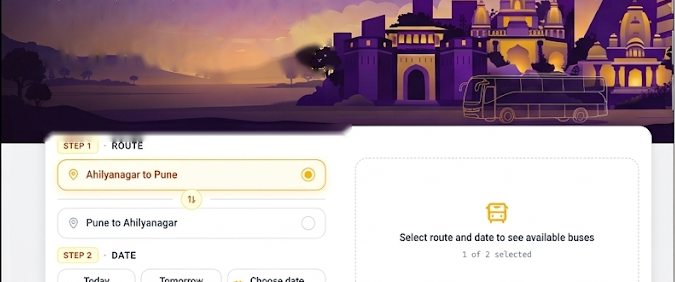 STEP 1 · ROUTE
Ahilyanagar to Pune
Pune to Ahilyanagar
STEP 2 · DATE
Today Tomorrow Choose date
Select route and date to see available buses
1 of 2 selected